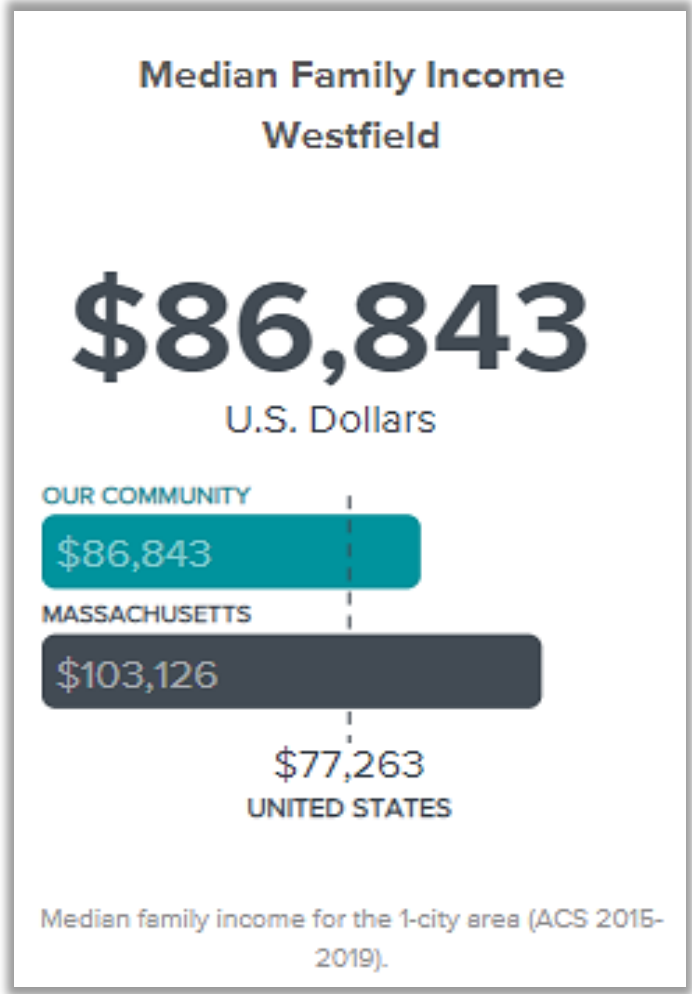 Median Family Income
Westfield
$86,843
U.S. Dollars
OUR COMMUNITY
$86,843
MASSACHUSETTS
$103,126
$77,263
UNITED STATES
Median family income for the 1-city area (ACS 2015-
2019).